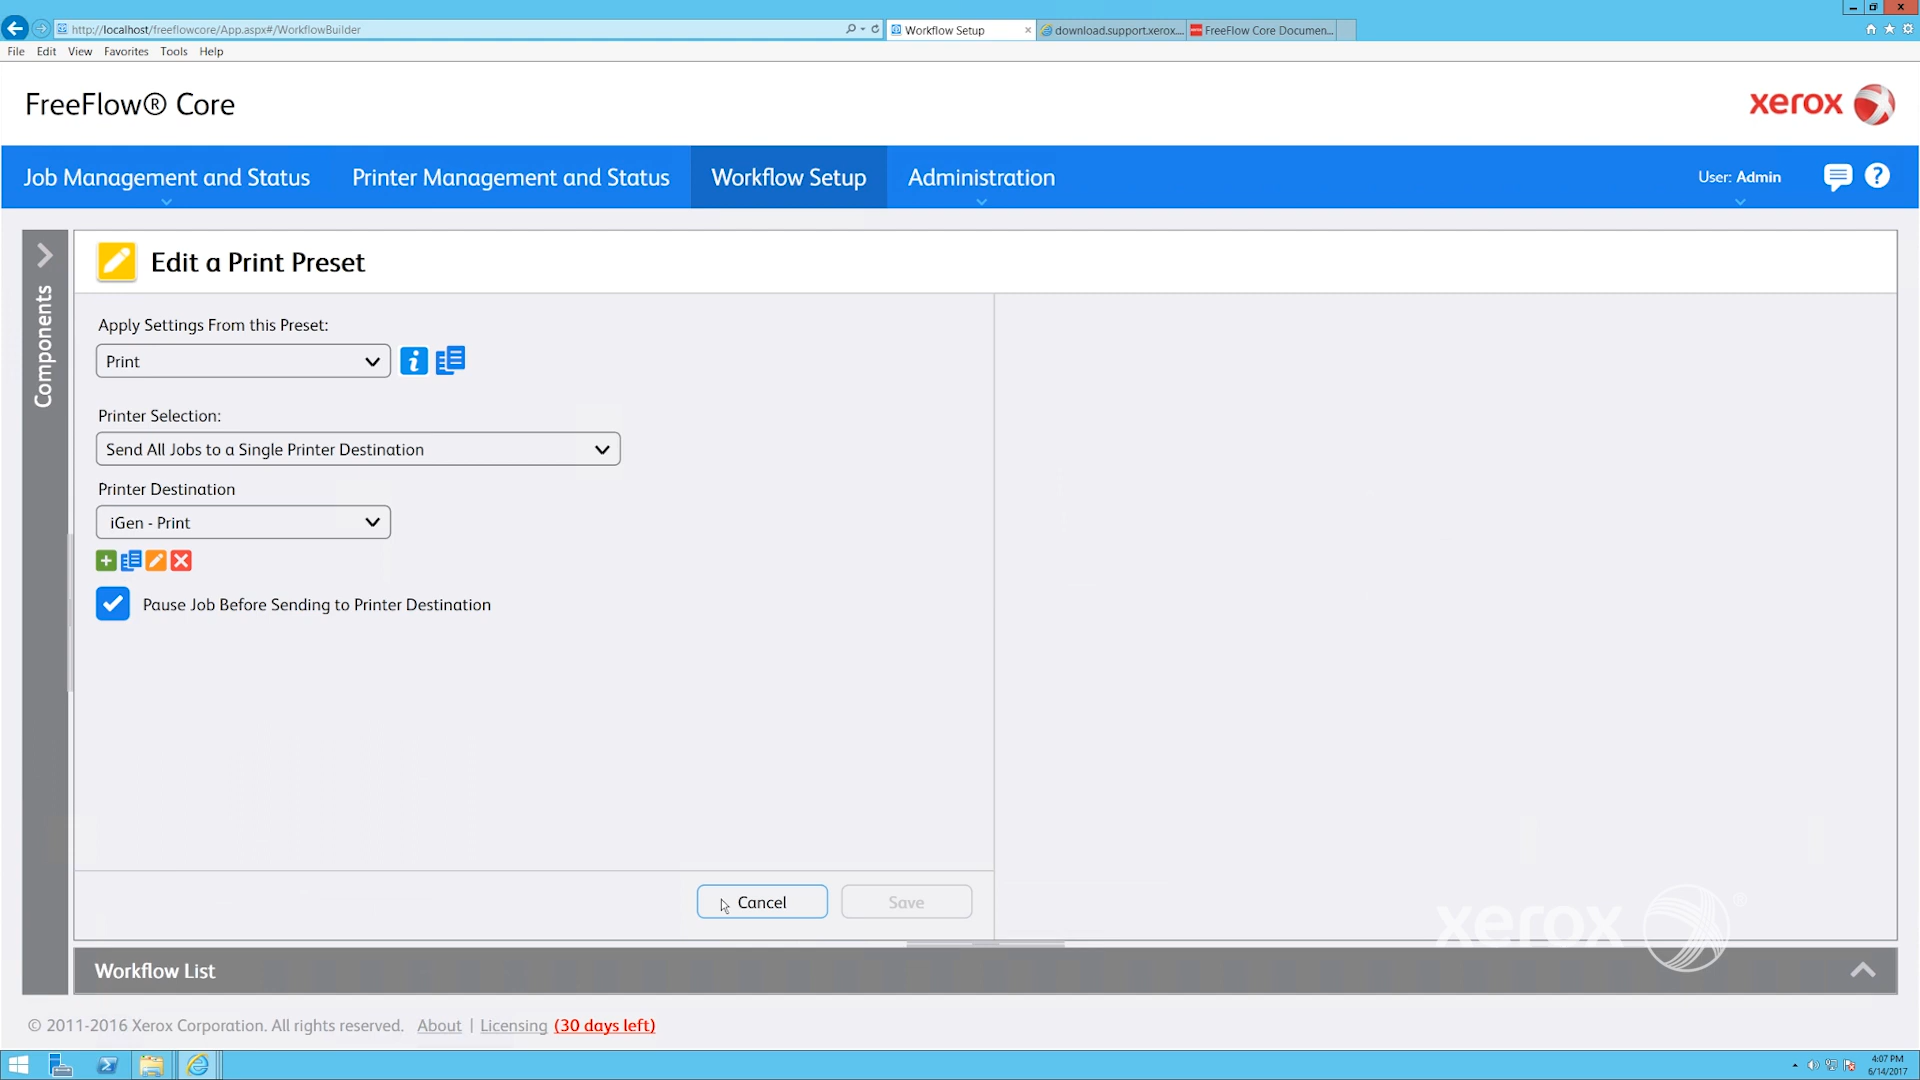 http://localhost/freeflowcore/App.aspx#/WorkflowBuilder
Workflow Setup
download.support.xerox....
FreeFlow Core Documen...
File Edit View Favorites Tools Help
FreeFlow® Core
xerox
Job Management and Status
Printer Management and Status
Workflow Setup
Administration
User: Admin
?
Components
Edit a Print Preset
Apply Settings From this Preset:
Print
i
Printer Selection:
Send All Jobs to a Single Printer Destination
Printer Destination
iGen - Print
Pause Job Before Sending to Printer Destination
Cancel
Save
xerox ®
Workflow List
© 2011-2016 Xerox Corporation. All rights reserved. About | Licensing (30 days left)
4:07 PM
6/14/2017